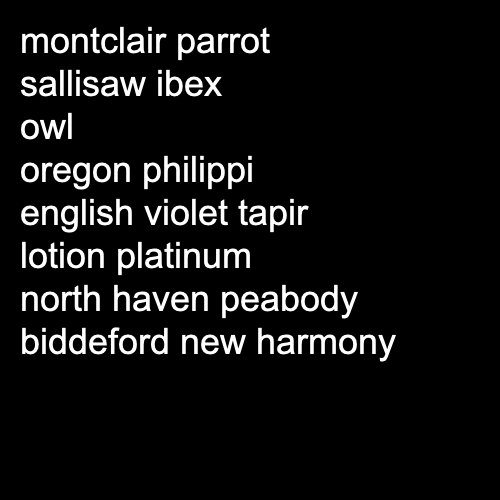 montclair parrot
sallisaw ibex
owl
oregon philippi
english violet tapir
lotion platinum
north haven peabody
biddeford new harmony